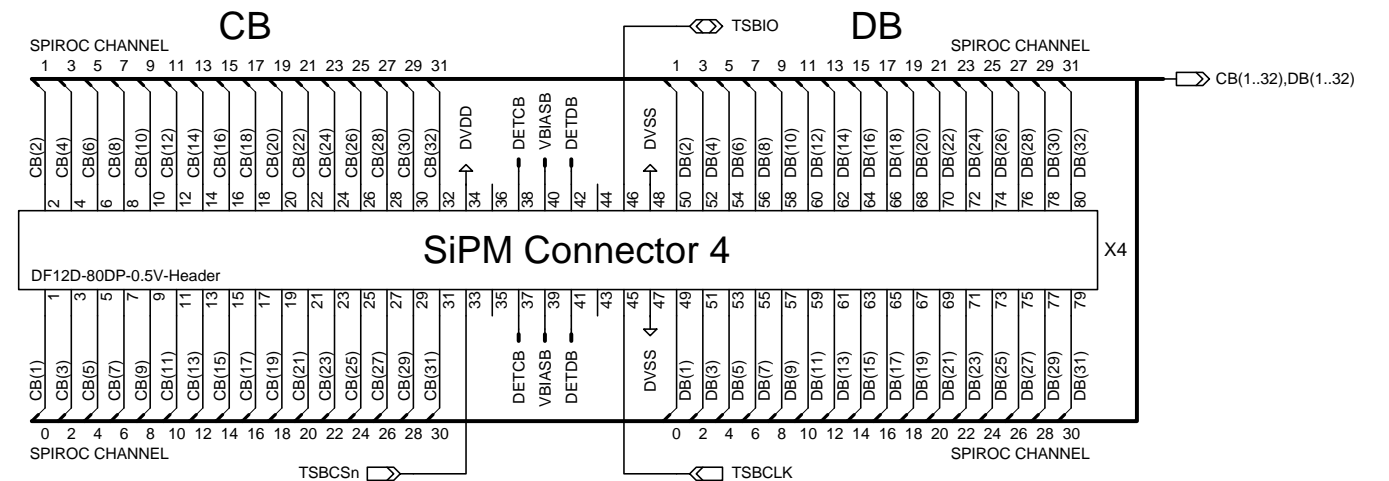 CB TSBIO DB
SPIROC CHANNEL SPIROC CHANNEL
1 3 5 7 9 11 13 15 17 19 21 23 25 27 29 31 1 3 5 7 9 11 13 15 17 19 21 23 25 27 29 31
CB(1..32),DB(1..32)
CB(2) CB(4) CB(6) CB(8) CB(10) CB(12) CB(14) CB(16) CB(18) CB(20) CB(22) CB(24) CB(26) CB(28) CB(30) CB(32) DVDD DETCB VBIASB DETDB DVSS DB(2) DB(4) DB(6) DB(8) DB(10) DB(12) DB(14) DB(16) DB(18) DB(20) DB(22) DB(24) DB(26) DB(28) DB(30) DB(32)
2 4 6 8 10 12 14 16 18 20 22 24 26 28 30 32 34 36 38 40 42 44 46 48 50 52 54 56 58 60 62 64 66 68 70 72 74 76 78 80
SiPM Connector 4 X4
DF12D-80DP-0.5V-Header
1 3 5 7 9 11 13 15 17 19 21 23 25 27 29 31 33 35 37 39 41 43 45 47 49 51 53 55 57 59 61 63 65 67 69 71 73 75 77 79
CB(1) CB(3) CB(5) CB(7) CB(9) CB(11) CB(13) CB(15) CB(17) CB(19) CB(21) CB(23) CB(25) CB(27) CB(29) CB(31) DETCB VBIASB DETDB DVSS DB(1) DB(3) DB(5) DB(7) DB(9) DB(11) DB(13) DB(15) DB(17) DB(19) DB(21) DB(23) DB(25) DB(27) DB(29) DB(31)
0 2 4 6 8 10 12 14 16 18 20 22 24 26 28 30 0 2 4 6 8 10 12 14 16 18 20 22 24 26 28 30
SPIROC CHANNEL SPIROC CHANNEL
TSBCSn TSBCLK